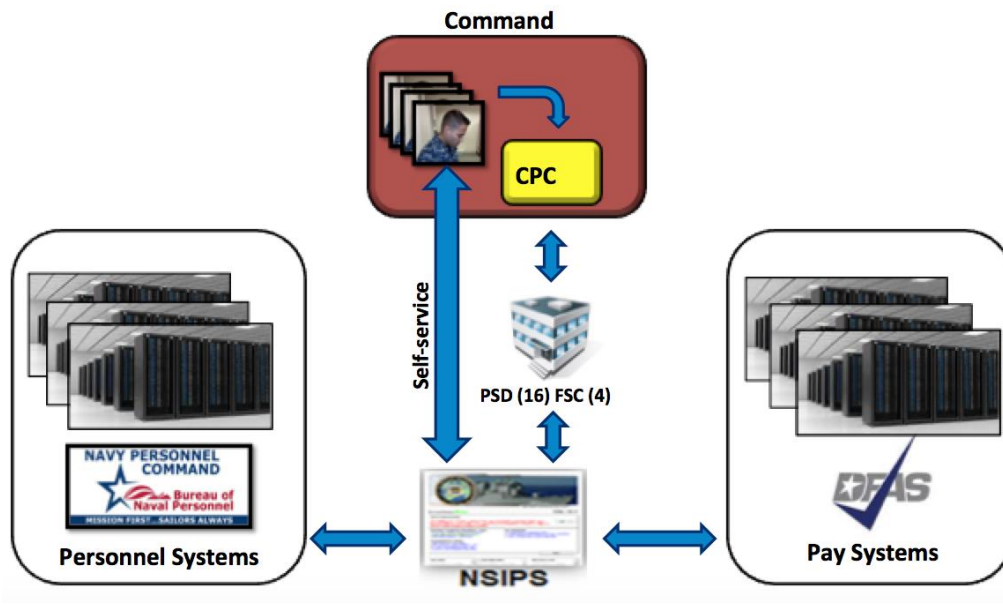 Command
CPC
Self-service
PSD (16) FSC (4)
NAVY PERSONNEL
COMMAND
Bureau of
Naval Personnel
MISSION FIRST...SAILORS ALWAYS
Personnel Systems
NSIPS
DFAS
Pay Systems